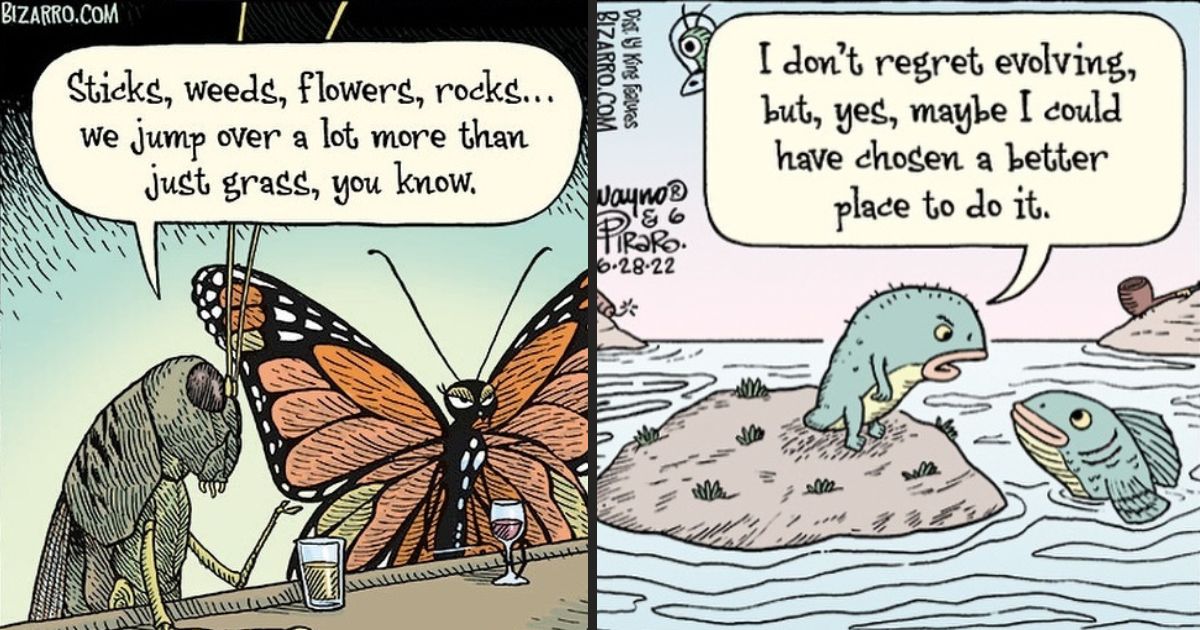 BIZARRO.COM
Sticks, weeds, flowers, rocks...
we jump over a lot more than
just grass, you know.
Dist. by King Features
BIZARRO.COM
I don't regret evolving,
but, yes, maybe I could
have chosen a better
place to do it.
Wayno®
& 6
PIRARO.
6·28·22